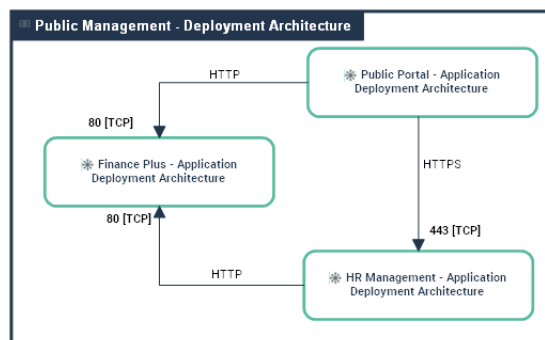 Public Management - Deployment Architecture
HTTP
Public Portal - Application
Deployment Architecture
80 [TCP]
Finance Plus - Application
Deployment Architecture
HTTPS
80 [TCP]
443 [TCP]
HTTP
HR Management - Application
Deployment Architecture